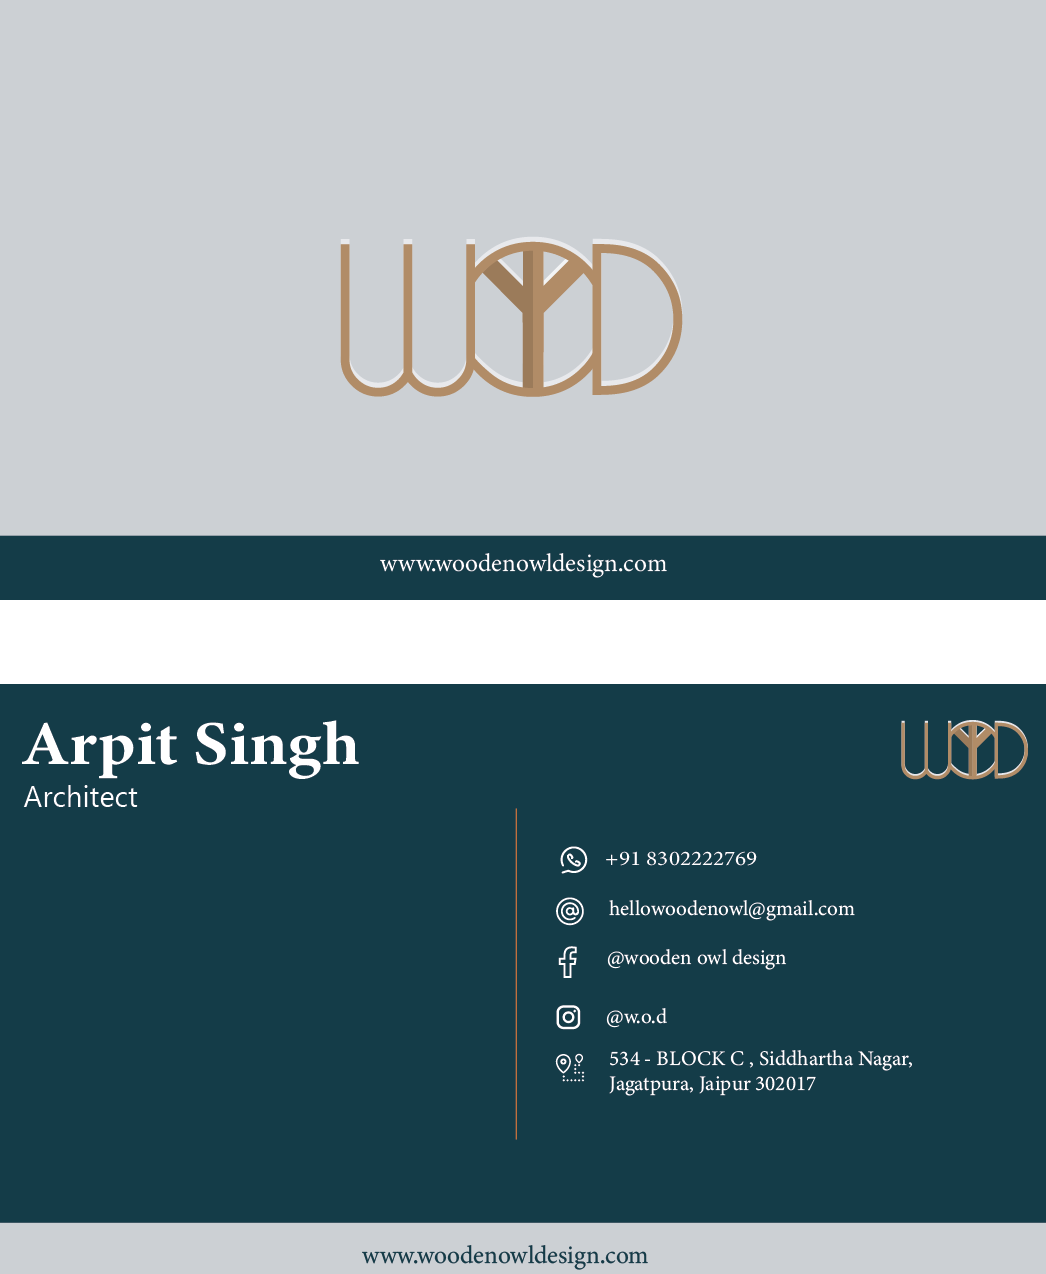 WOD
www.woodenowldesign.com
Arpit Singh
Architect
WOD
+91 8302222769
hellowoodenowl@gmail.com
@wooden owl design
@w.o.d
534 - BLOCK C , Siddhartha Nagar,
Jagatpura, Jaipur 302017
www.woodenowldesign.com